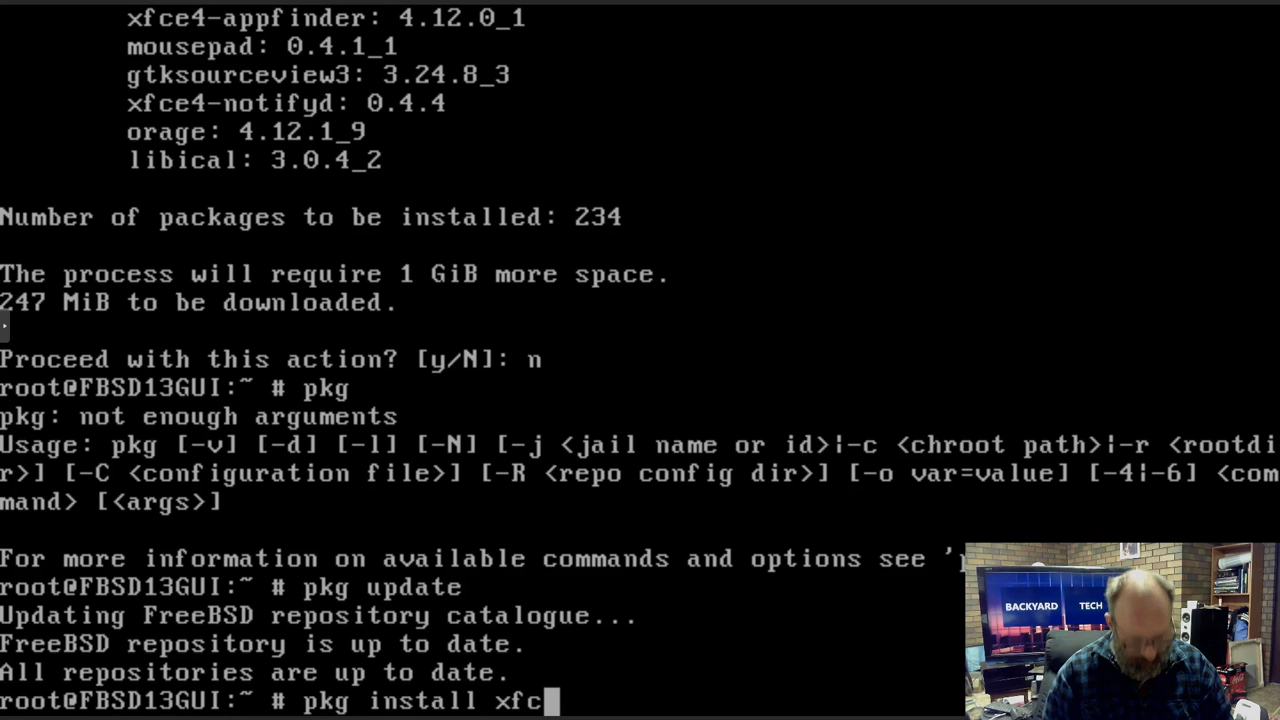 xfce4-appfinder: 4.12.0_1
mousepad: 0.4.1_1
gtksourceview3: 3.24.8_3
xfce4-notifyd: 0.4.4
orage: 4.12.1_9
libical: 3.0.4_2
Number of packages to be installed: 234
The process will require 1 GiB more space.
247 MiB to be downloaded.
Proceed with this action? [y/N]: n
root@FBSD13GUI:~ # pkg
pkg: not enough arguments
Usage: pkg [-v] [-d] [-l] [-N] [-j <jail name or id>|-c <chroot path>|-r <rootdi
r>] [-C <configuration file>] [-R <repo config dir>] [-o var=value] [-4|-6] <com
mand> [<args>]
For more information on available commands and options see '
root@FBSD13GUI:~ # pkg update
Updating FreeBSD repository catalogue...
FreeBSD repository is up to date.
All repositories are up to date.
root@FBSD13GUI:~ # pkg install xfc
BACKYARD TECH